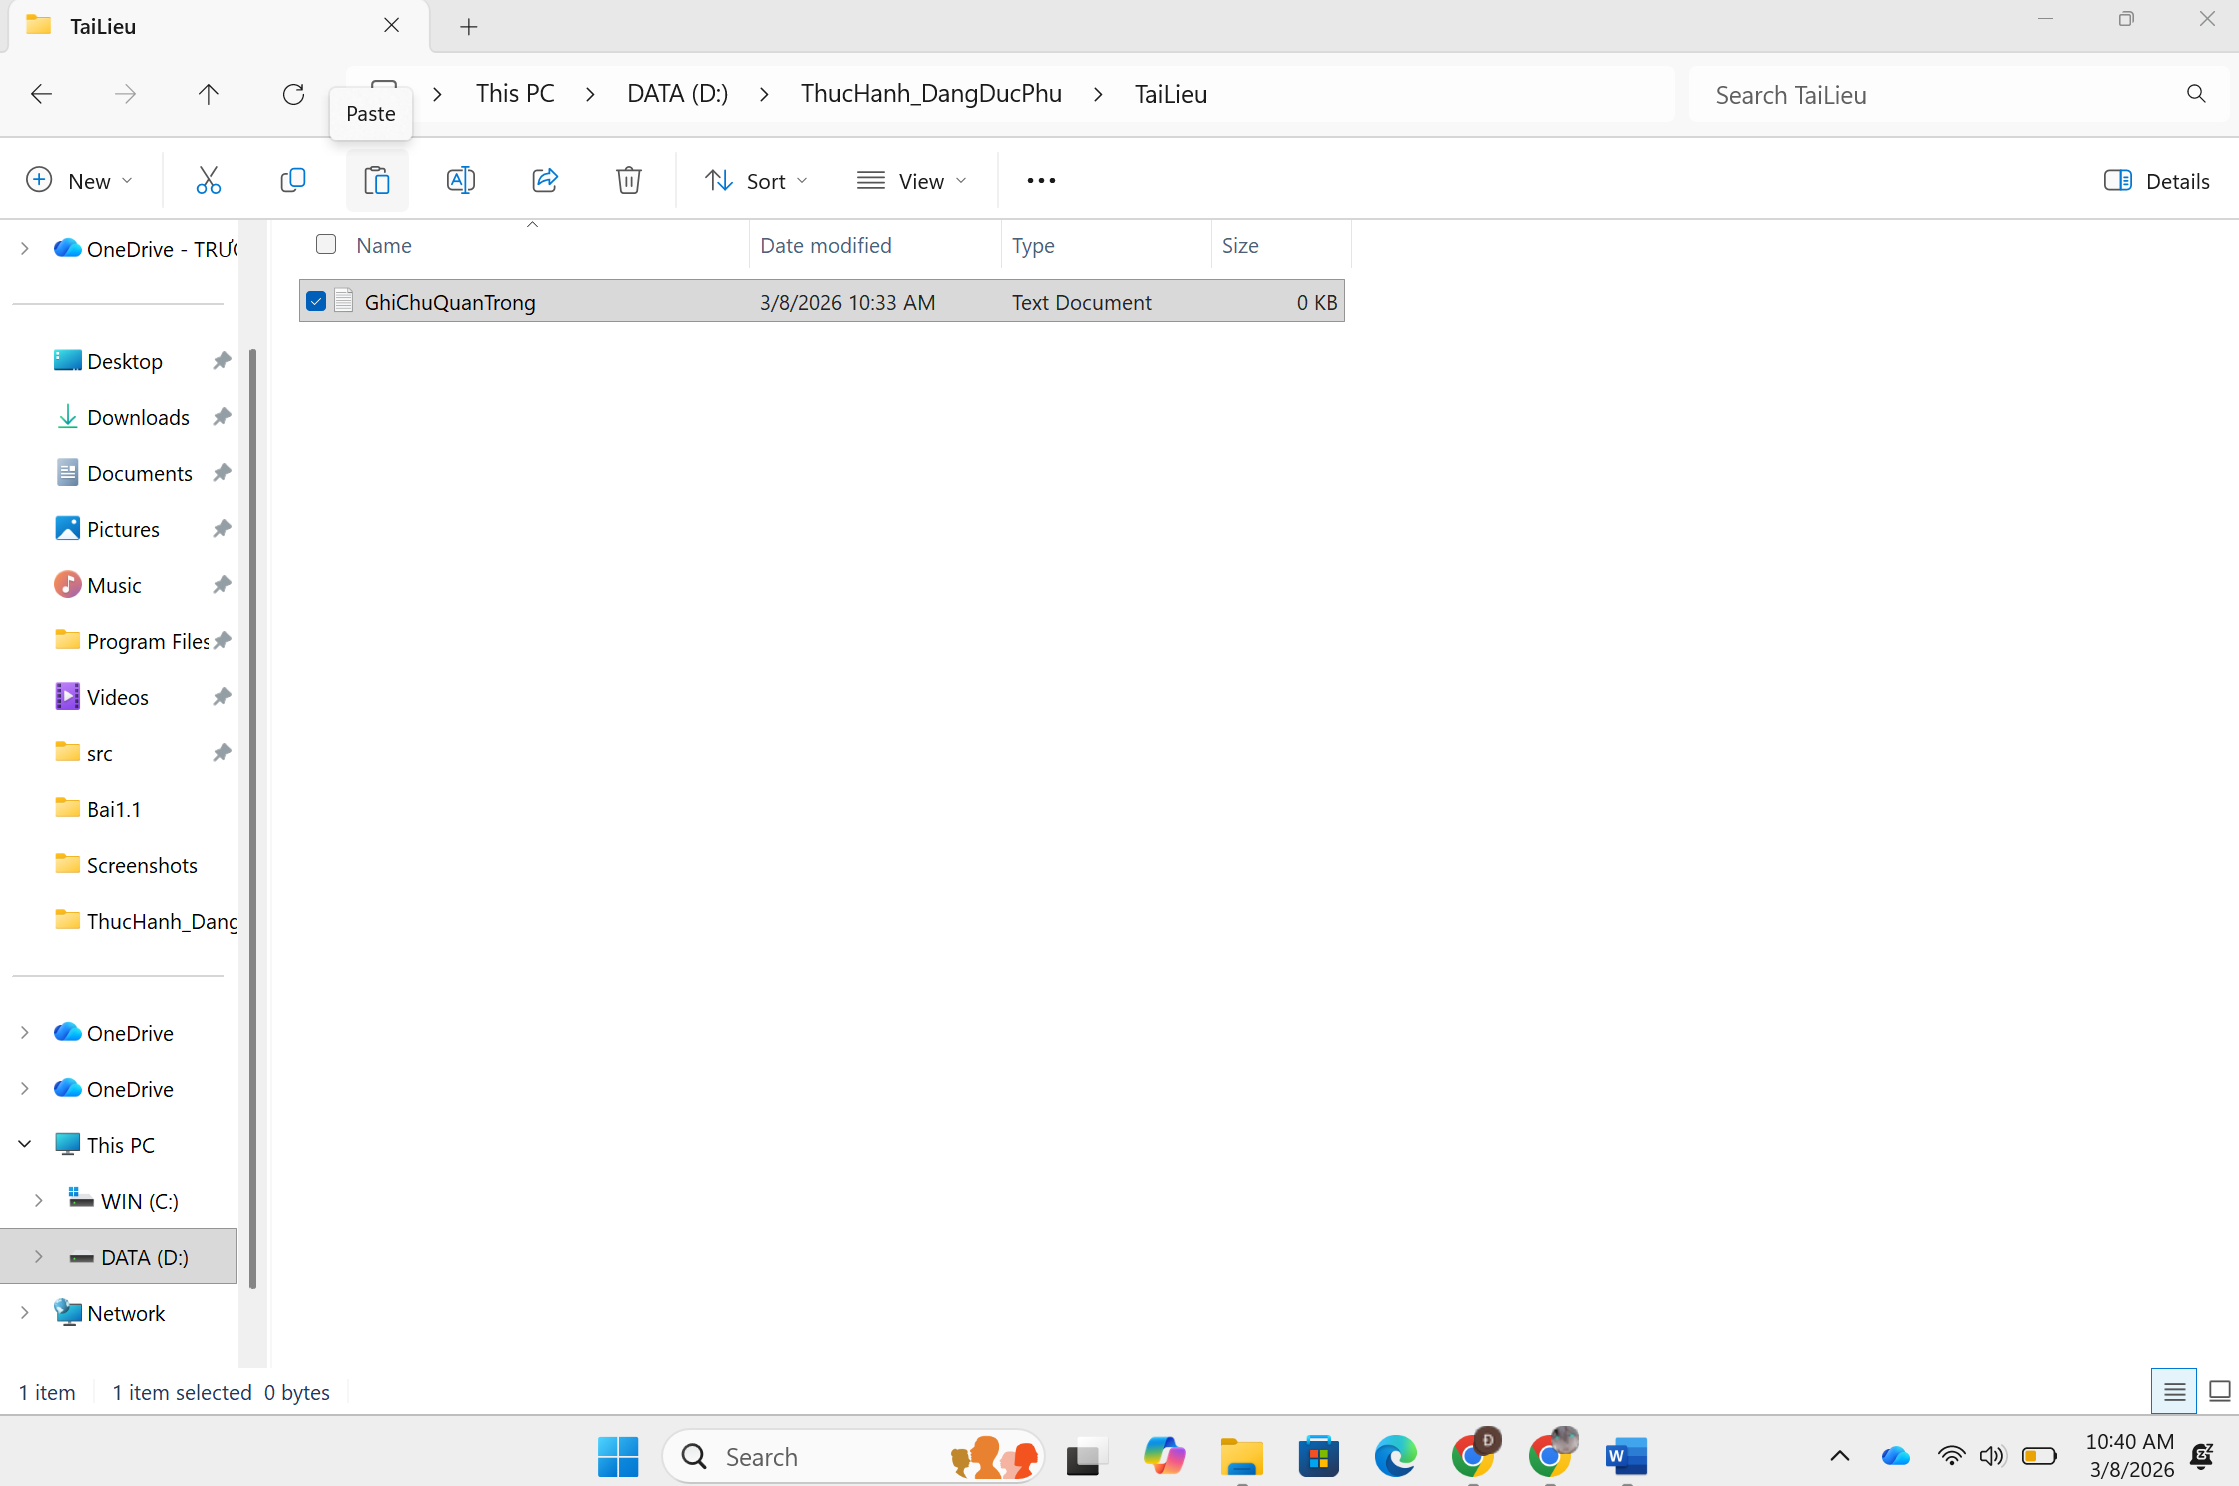 TaiLieu
This PC
DATA (D:)
ThucHanh_DangDucPhu
TaiLieu
Search TaiLieu
Paste
New
Sort
View
Details
Name
Date modified
Type
Size
GhiChuQuanTrong
3/8/2026 10:33 AM
Text Document
0 KB
OneDrive - TRƯỜ
Desktop
Downloads
Documents
Pictures
Music
Program Files
Videos
src
Bai1.1
Screenshots
ThucHanh_Dang
OneDrive
OneDrive
This PC
WIN (C:)
DATA (D:)
Network
1 item
1 item selected 0 bytes
Search
Đ
10:40 AM
3/8/2026